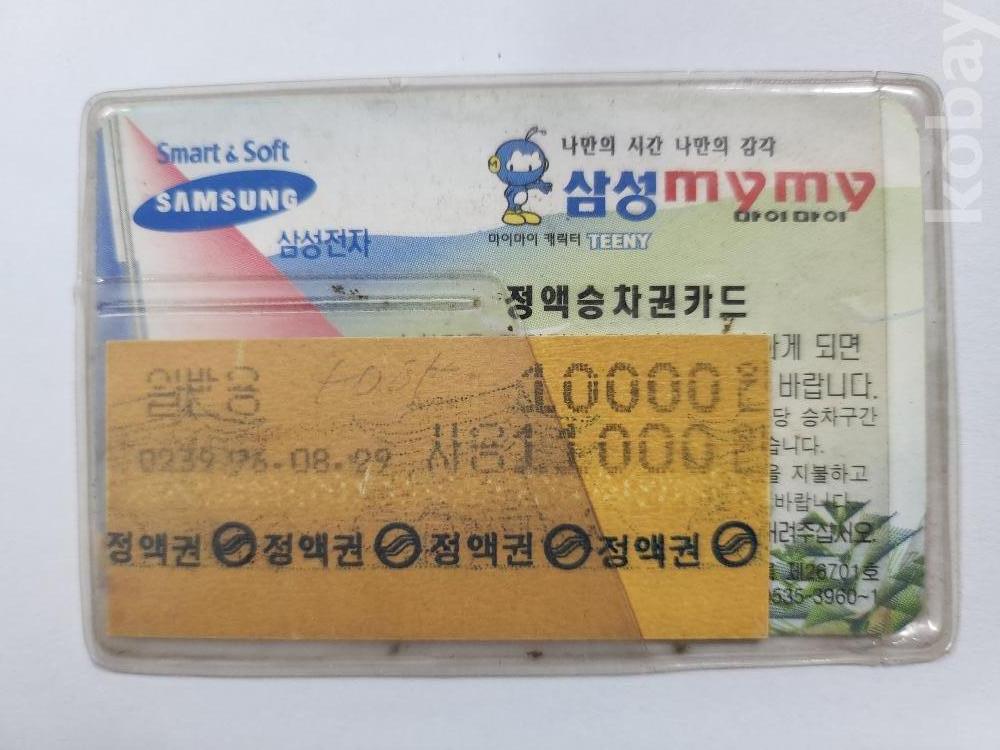 kobay
Smart & Soft
SAMSUNG
삼성전자
나만의 시간 나만의 감각
삼성mymy
마이마이
마이마이 캐릭터 TEENY
정액승차권카드
하게 되면
바랍니다.
당 승차구간
습니다.
을 지불하고
바랍니다
내려주십시오.
제26701호
0535-3960~1
일반용
10000원
0239 96.08.29
사용11000원
정액권 정액권 정액권 정액권